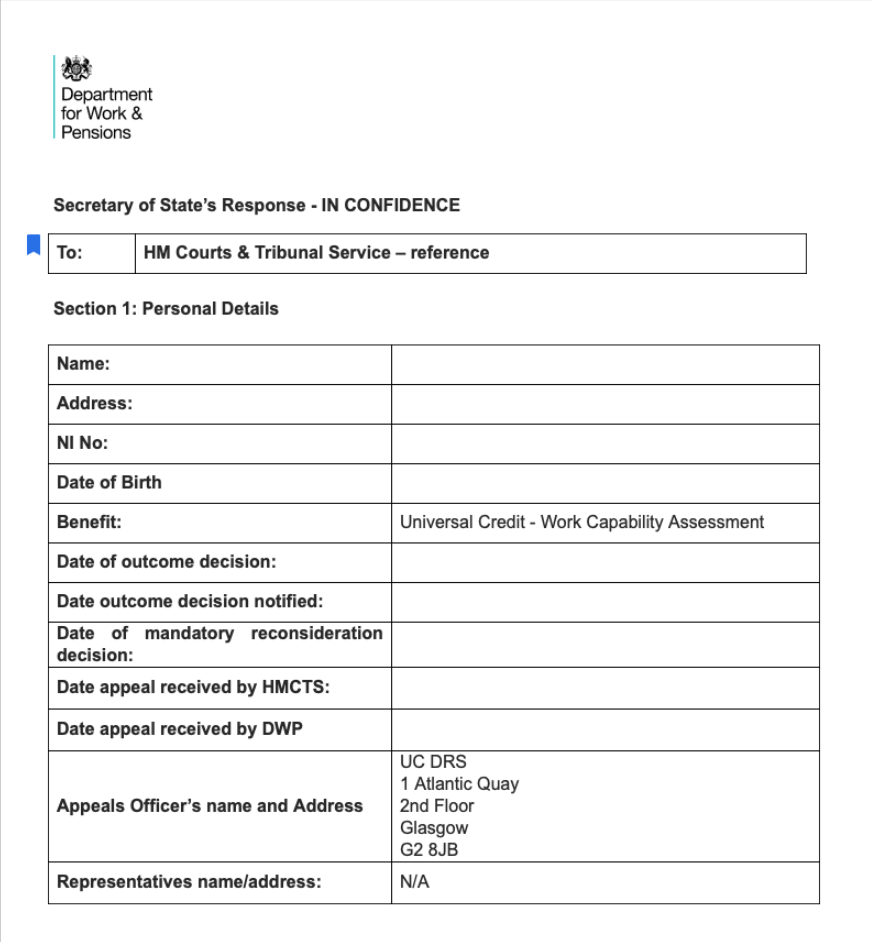 Department
for Work &
Pensions
Secretary of State’s Response - IN CONFIDENCE
To:
HM Courts & Tribunal Service – reference
Section 1: Personal Details
Name:
Address:
NI No:
Date of Birth
Benefit:
Universal Credit - Work Capability Assessment
Date of outcome decision:
Date outcome decision notified:
Date of mandatory reconsideration
decision:
Date appeal received by HMCTS:
Date appeal received by DWP
Appeals Officer’s name and Address
UC DRS
1 Atlantic Quay
2nd Floor
Glasgow
G2 8JB
Representatives name/address:
N/A